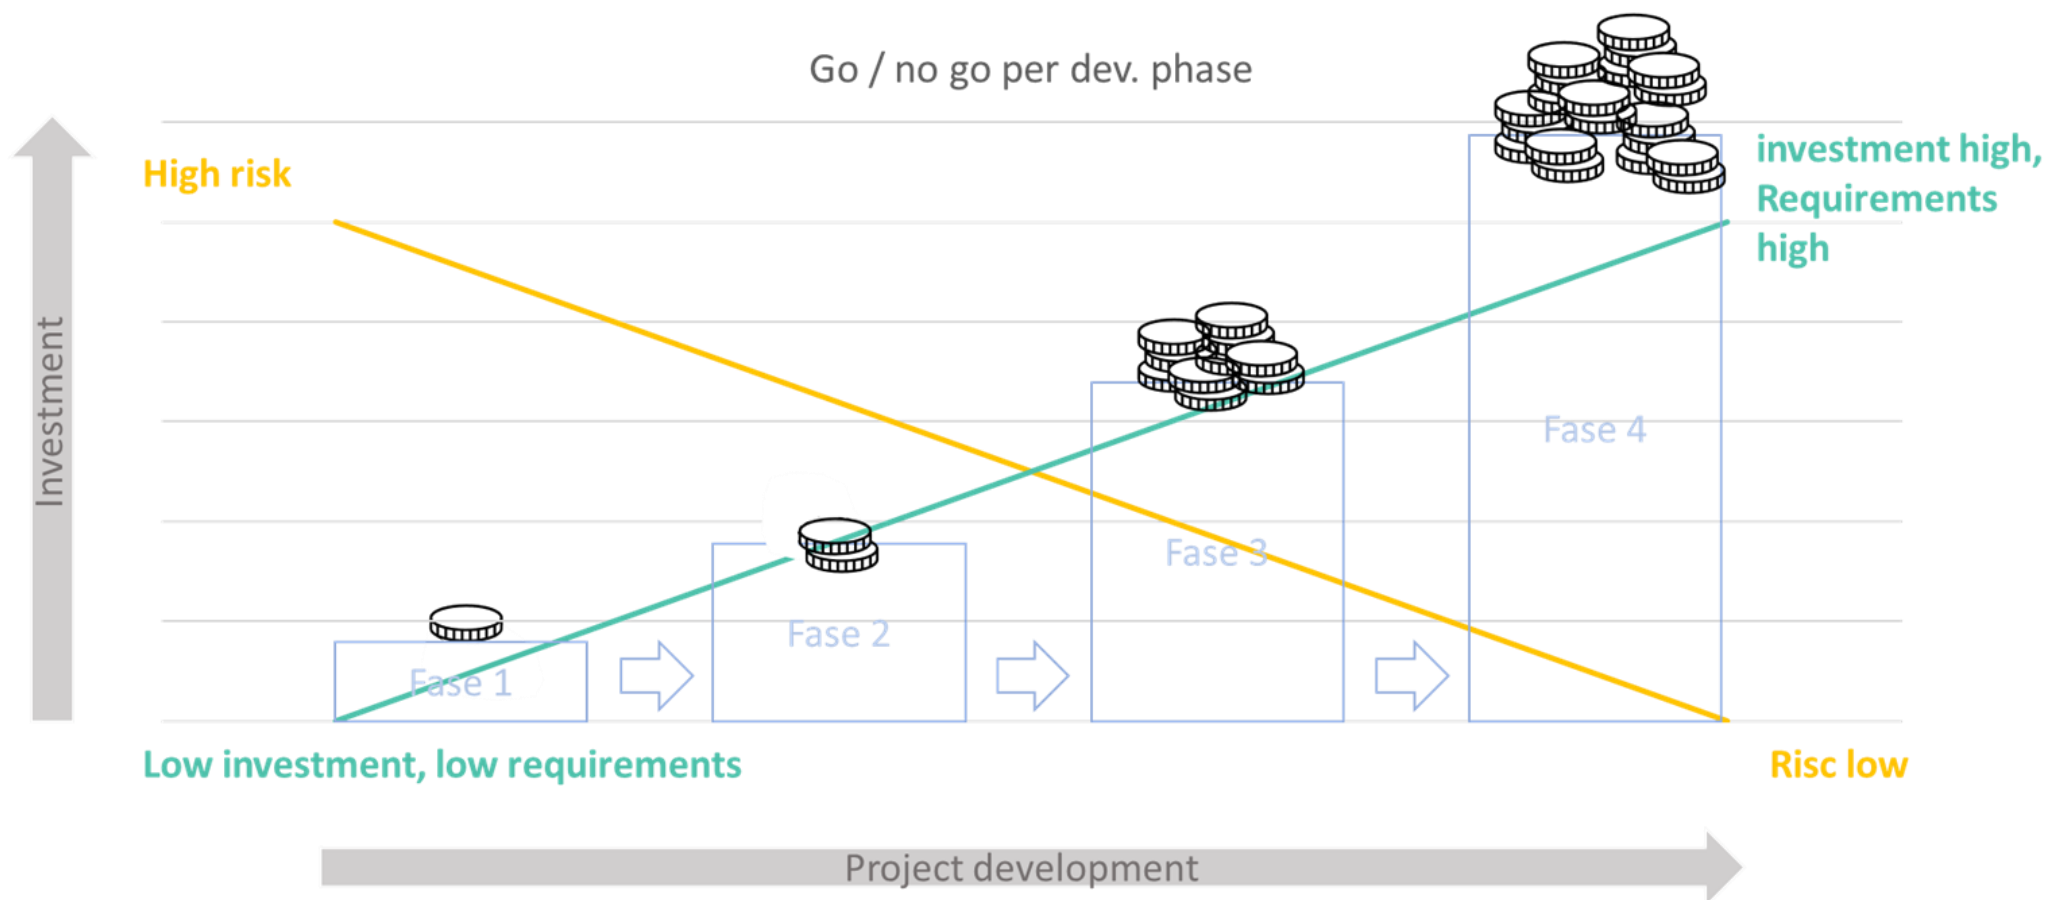 Go / no go per dev. phase
High risk
investment high,
Requirements
high
Investment
Fase 4
Fase 3
Fase 2
Fase 1
Low investment, low requirements
Risc low
Project development